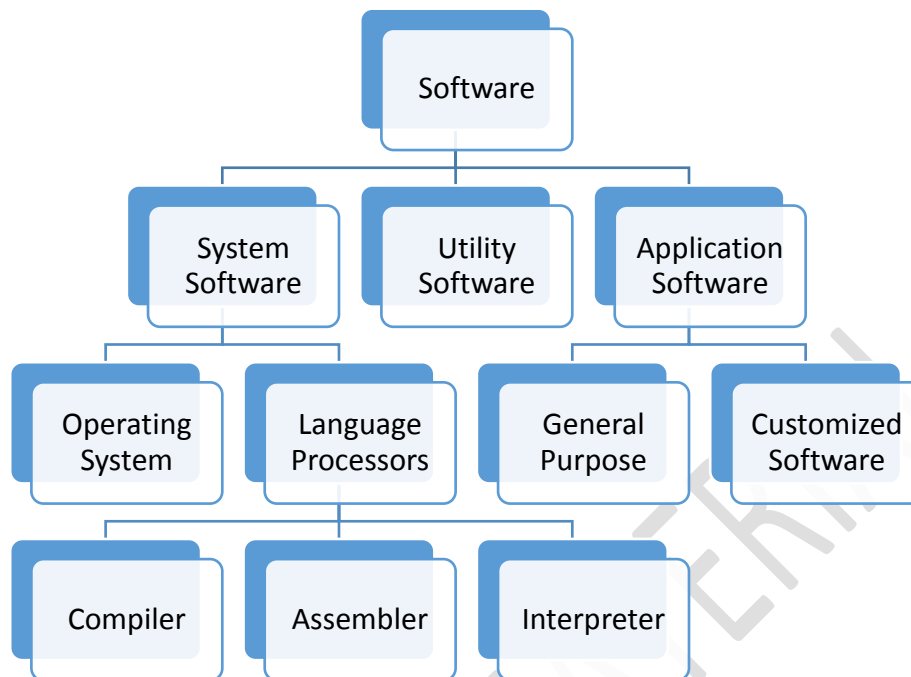 Software
System
Software
Utility
Software
Application
Software
Operating
System
Language
Processors
General
Purpose
Customized
Software
Compiler
Assembler
Interpreter